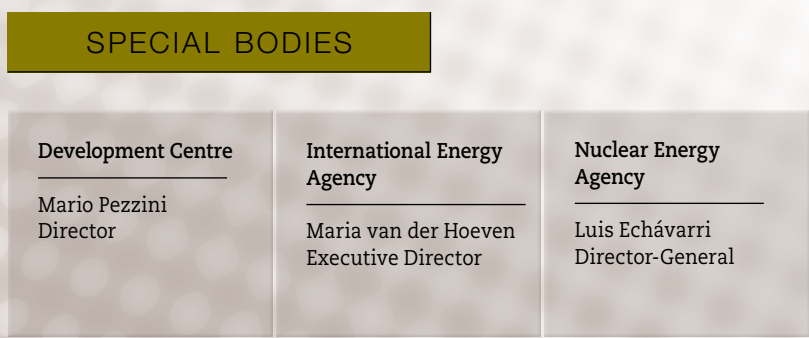 SPECIAL BODIES
Development Centre
Mario Pezzini
Director
International Energy
Agency
Maria van der Hoeven
Executive Director
Nuclear Energy
Agency
Luis Echávarri
Director-General